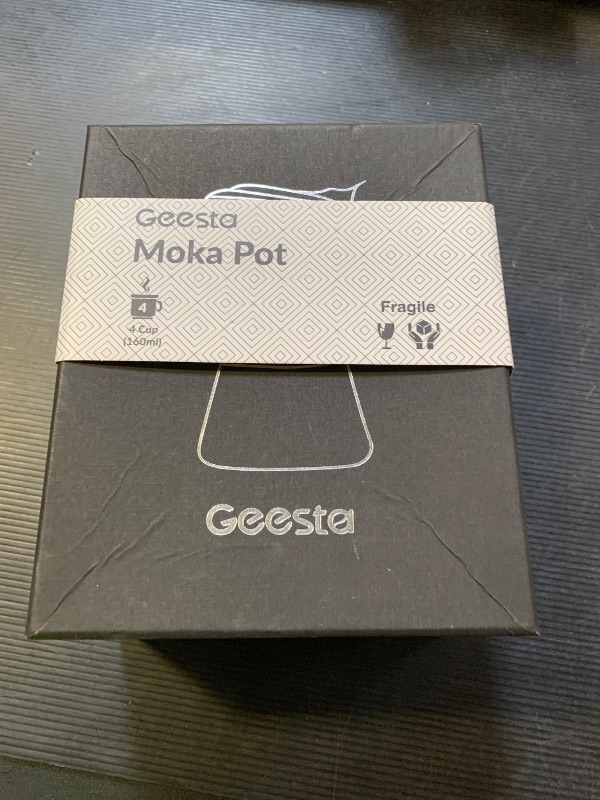 Geesta
Moka Pot
4
4 Cup
(160ml)
Fragile
Geesta